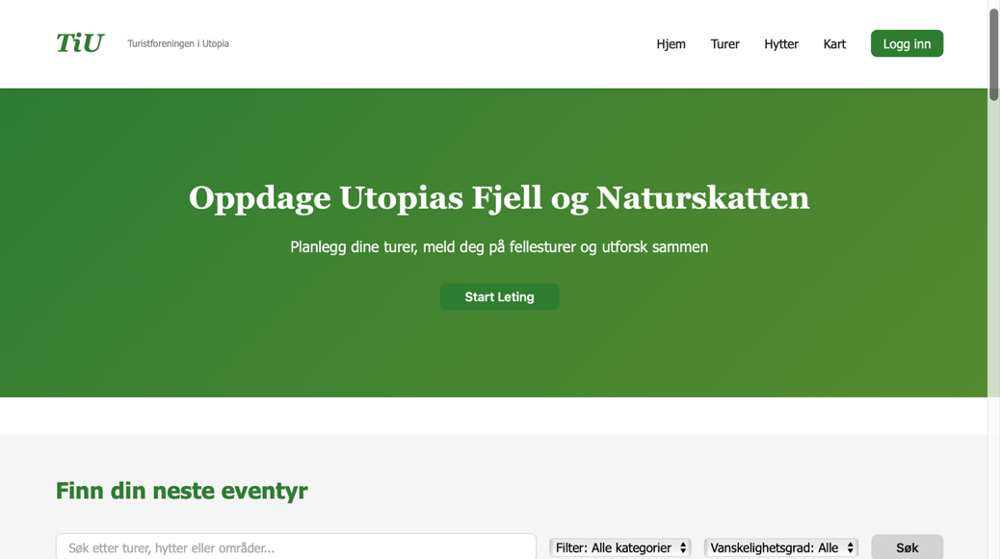 TiU
Turistforeningen i Utopia
Hjem
Turer
Hytter
Kart
Logg inn
Oppdage Utopias Fjell og Naturskatten
Planlegg dine turer, meld deg på fellesturer og utforsk sammen
Start Leting
Finn din neste eventyr
Søk etter turer, hytter eller områder...
Filter: Alle kategorier
Vanskelighetsgrad: Alle
Søk